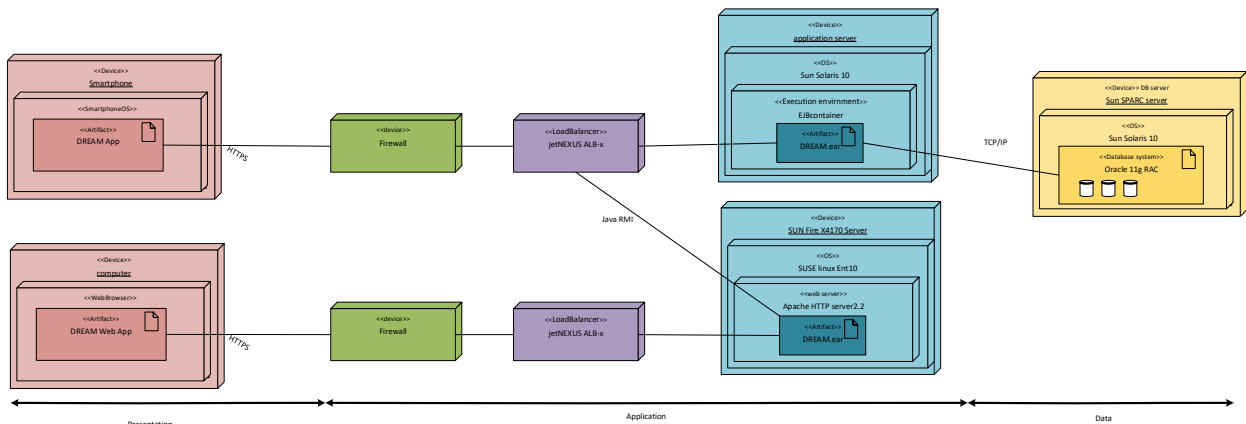 <<Device>>
Smartphone
<<SmartphoneOS>>
<<Artifact>>
DREAM App
HTTPS
<<device>>
Firewall
<<LoadBalancer>>
jetNEXUS ALB-x
<<Device>>
application server
<<OS>>
Sun Solaris 10
<<Execution envirnment>>
EJBcontainer
<<Artifact>>
DREAM.ear
TCP/IP
<<Device>> DB server
Sun SPARC server
<<OS>>
Sun Solaris 10
<<Database system>>
Oracle 11g RAC
Java RMI
<<Device>>
computer
<<WebBrowser>>
<<Artifact>>
DREAM Web App
HTTPS
<<device>>
Firewall
<<LoadBalancer>>
jetNEXUS ALB-x
<<Device>>
SUN Fire X4170 Server
<<OS>>
SUSE linux Ent10
<<web server>>
Apache HTTP server2.2
<<Artifact>>
DREAM.ear
Presentation
Application
Data